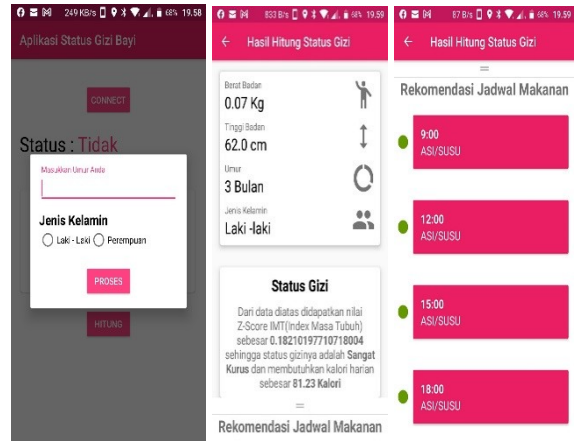 249 KB/s 68% 19.58
Aplikasi Status Gizi Bayi
CONNECT
Status : Tidak
Masukkan Umur Anda
Jenis Kelamin
Laki - Laki Perempuan
PROSES
HITUNG
833 B/s 68% 19.59
Hasil Hitung Status Gizi
Berat Badan
0.07 Kg
Tinggi Badan
62.0 cm
Umur
3 Bulan
Jenis Kelamin
Laki -laki
Status Gizi
Dari data diatas didapatkan nilai
Z-Score IMT(Index Masa Tubuh)
sebesar 0.18210197710718004
sehingga status gizinya adalah Sangat
Kurus dan membutuhkan kalori harian
sebesar 81.23 Kalori
Rekomendasi Jadwal Makanan
87 B/s 68% 19.59
Hasil Hitung Status Gizi
Rekomendasi Jadwal Makanan
9:00
ASI/SUSU
12:00
ASI/SUSU
15:00
ASI/SUSU
18:00
ASI/SUSU